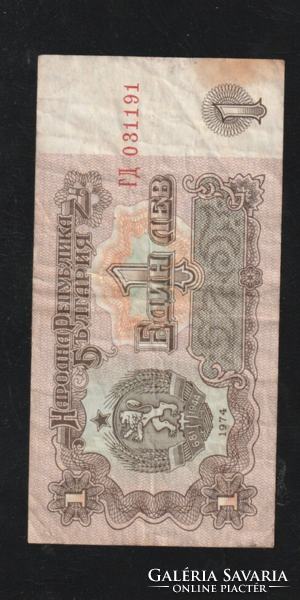 ГД 031191
1
НАРОДНА РЕПУБЛИКА
БЪЛГАРИЯ
1
ЕДИН ЛЕВ
1974
1
1
GALÉRIA SAVARIA
ONLINE PIACTÉR